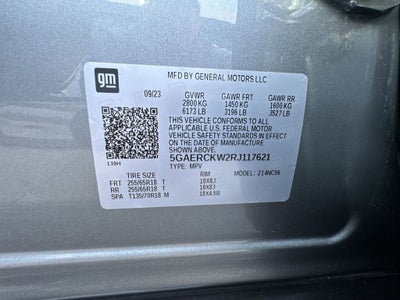 gm
MFD BY GENERAL MOTORS LLC
09/23 GVWR GAWR FRT GAWR RR
2800 KG 1450 KG 1600 KG
6173 LB 3196 LB 3527 LB
THIS VEHICLE CONFORMS TO ALL
APPLICABLE U.S. FEDERAL MOTOR
VEHICLE SAFETY STANDARDS IN EFFECT
ON THE DATE OF MANUFACTURE
SHOWN ABOVE.
5GAERCKW2RJ117621
TYPE: MPV MODEL: Z14NC56
130H
TIRE SIZE RIM
FRT 255/65R18 T 18X8J
RR 255/65R18 T 18X8J
SPA T135/70R18 M 18X4.5B